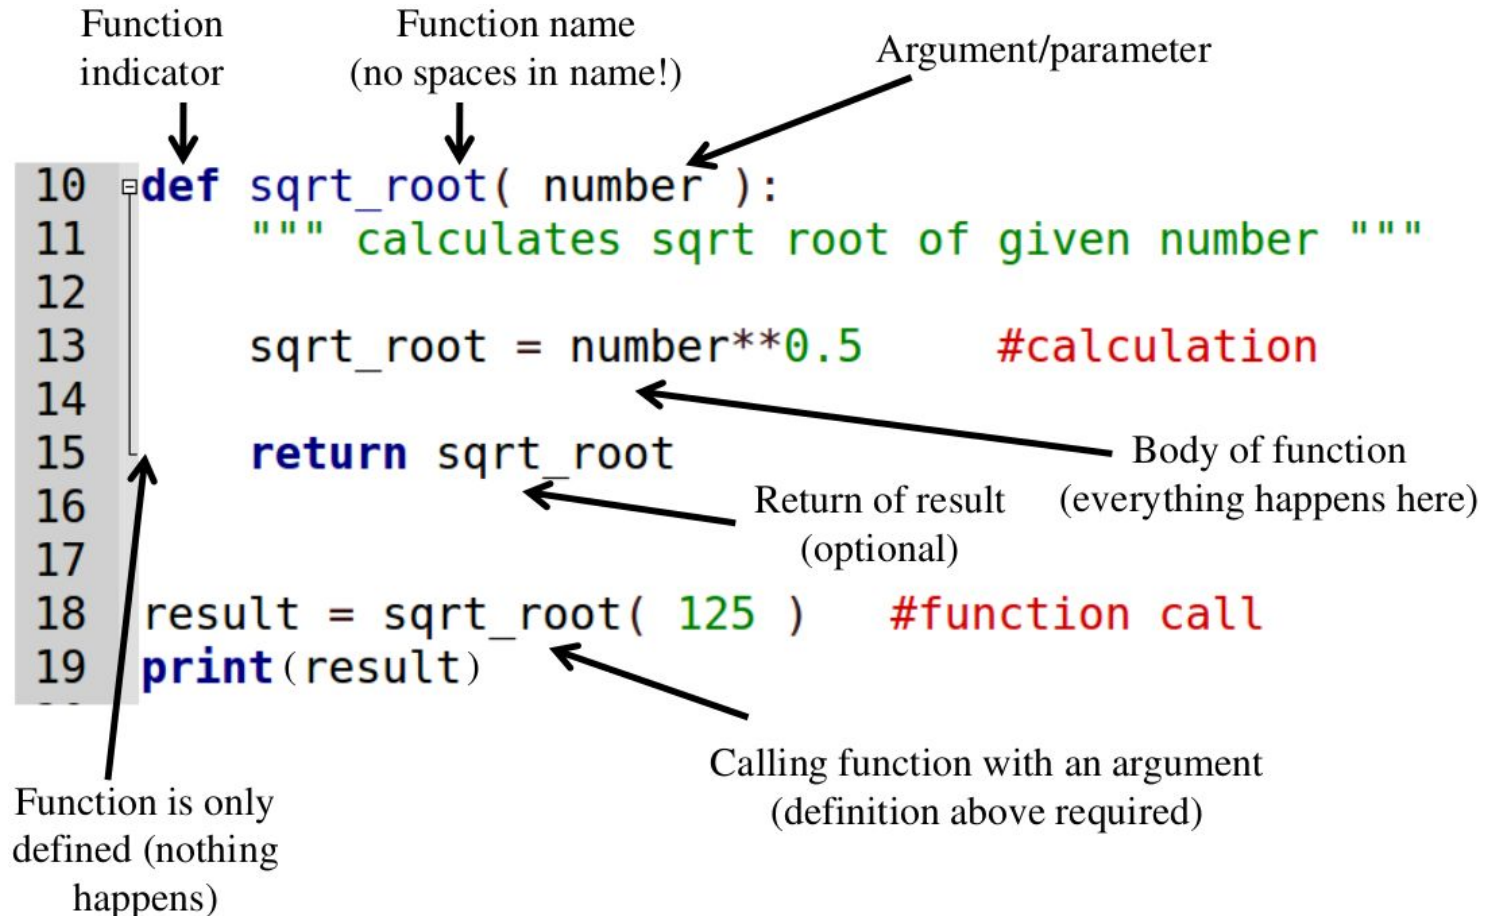 Function
indicator
Function name
(no spaces in name!)
Argument/parameter
10 def sqrt_root( number ):
11 """ calculates sqrt root of given number """
12
13 sqrt_root = number**0.5 #calculation
14
15 return sqrt_root
16
17
18 result = sqrt_root( 125 ) #function call
19 print(result)
Body of function
(everything happens here)
Return of result
(optional)
Calling function with an argument
(definition above required)
Function is only
defined (nothing
happens)